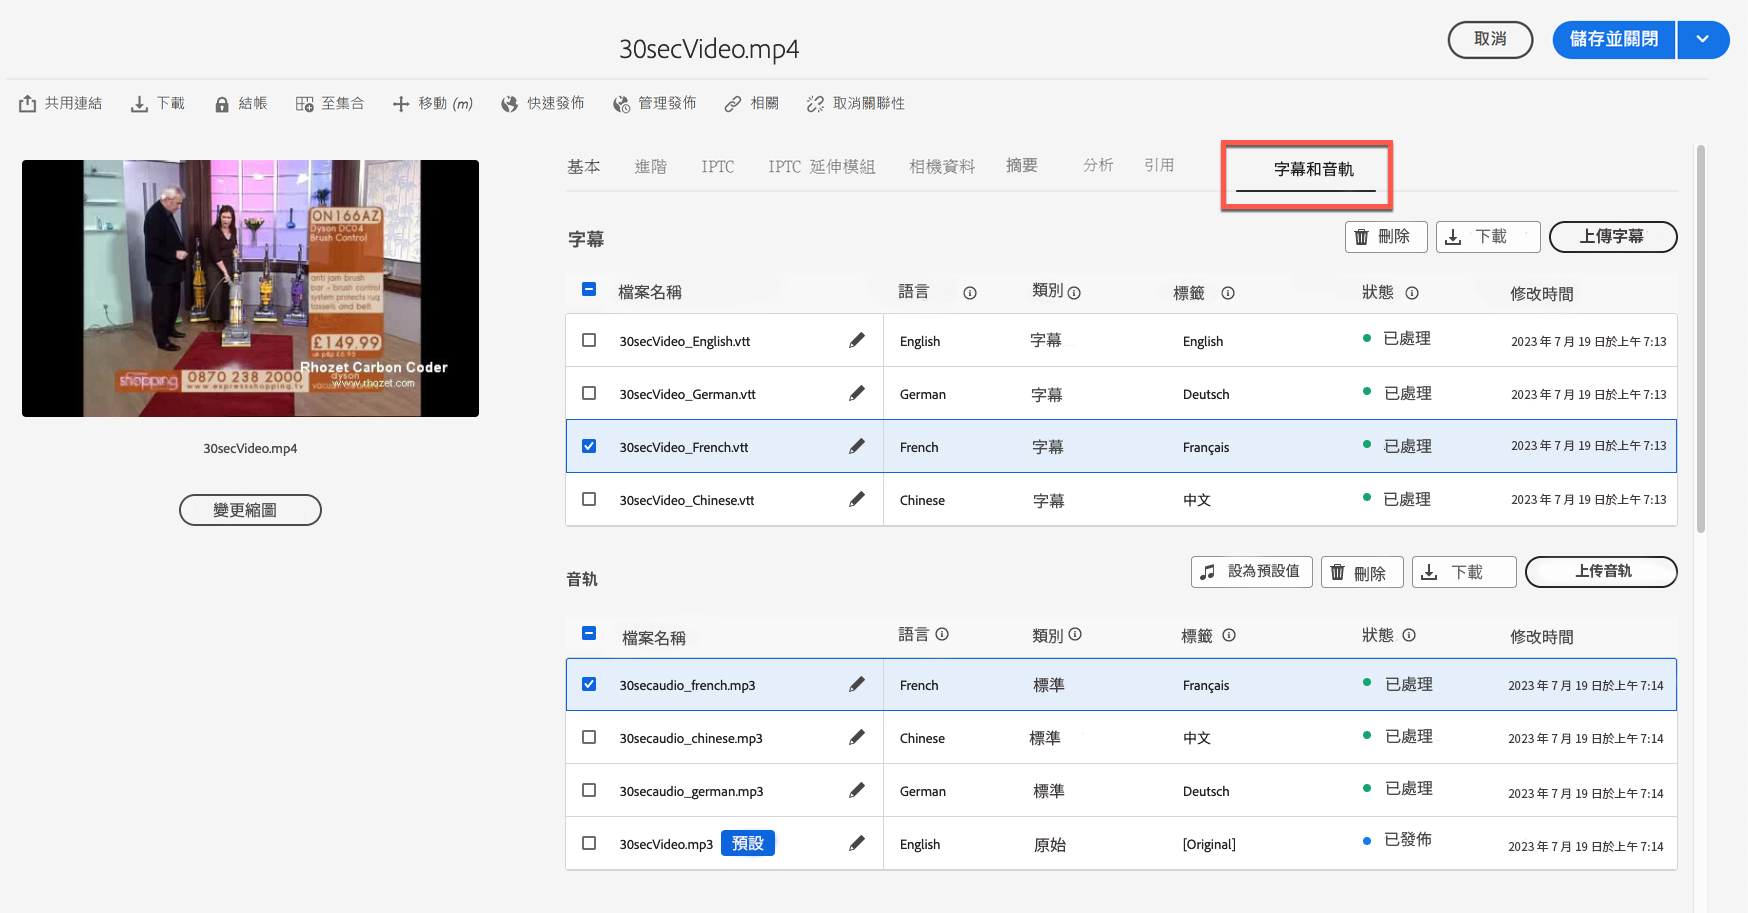 30secVideo.mp4
取消
儲存並關閉
共用連結
下載
結帳
至集合
移動 (m)
快速發佈
管理發佈
相關
取消關聯性
基本
進階
IPTC
IPTC 延伸模組
相機資料
摘要
分析
引用
字幕和音軌
ON166AZ
Dyson DC04
Brush Control
anti jam brush
bar - brush control
system protects rug
tassels and belt
£149.99
uk p&p £6.95
Rhozet Carbon Coder
www.rhozet.com
shopping
0870 238 2000
www.expressshopping.tv
dyson
30secVideo.mp4
變更縮圖
字幕
刪除
下載
上傳字幕
檔案名稱 語言 類別 標籤 狀態 修改時間
30secVideo_English.vtt English 字幕 English 已處理 2023 年 7 月 19 日於上午 7:13
30secVideo_German.vtt German 字幕 Deutsch 已處理 2023 年 7 月 19 日於上午 7:13
30secVideo_French.vtt French 字幕 Français 已處理 2023 年 7 月 19 日於上午 7:13
30secVideo_Chinese.vtt Chinese 字幕 中文 已處理 2023 年 7 月 19 日於上午 7:13
音轨
設為預設值
刪除
下載
上传音轨
檔案名稱 語言 類別 標籤 狀態 修改時間
30secaudio_french.mp3 French 標準 Français 已處理 2023 年 7 月 19 日於上午 7:14
30secaudio_chinese.mp3 Chinese 標準 中文 已處理 2023 年 7 月 19 日於上午 7:14
30secaudio_german.mp3 German 標準 Deutsch 已處理 2023 年 7 月 19 日於上午 7:14
30secVideo.mp3 預設 English 原始 [Original] 已發佈 2023 年 7 月 19 日於上午 7:14